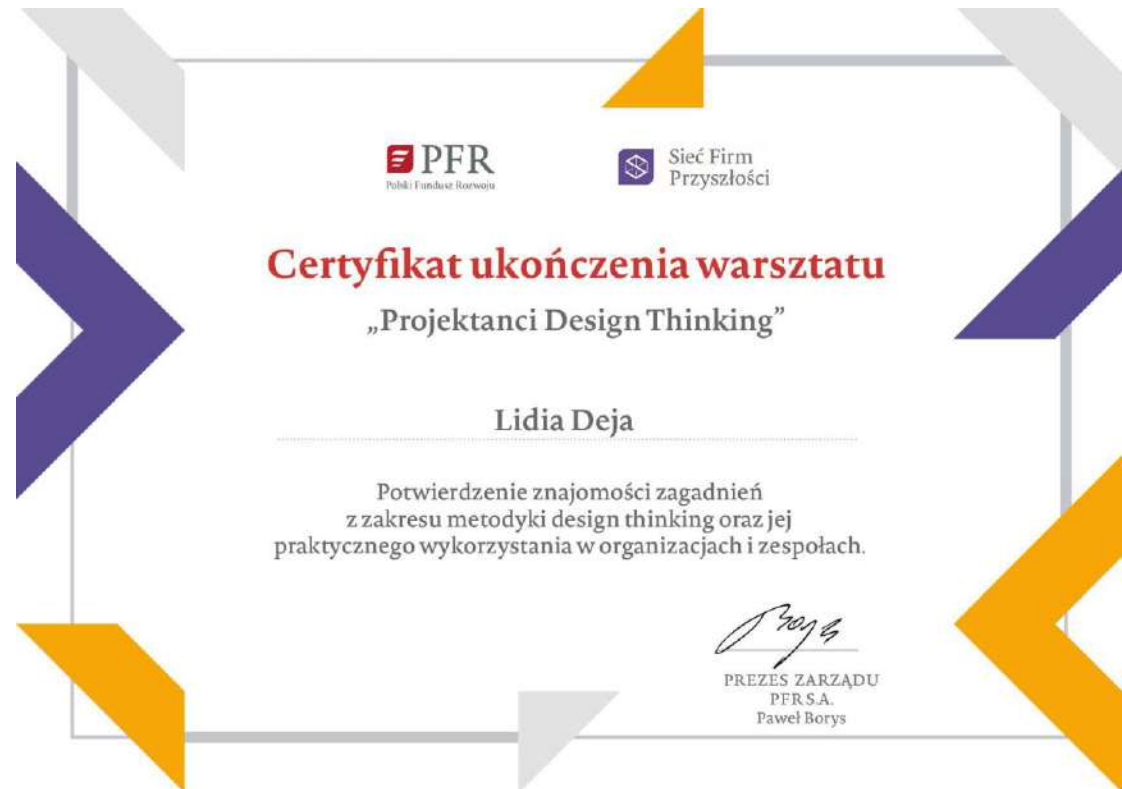 PFR
Polski Fundusz Rozwoju
Sieć Firm
Przyszłości
Certyfikat ukończenia warsztatu
„Projektanci Design Thinking”
Lidia Deja
Potwierdzenie znajomości zagadnień
z zakresu metodyki design thinking oraz jej
praktycznego wykorzystania w organizacjach i zespołach.
PREZES ZARZĄDU
PFR S.A.
Paweł Borys